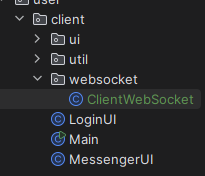 user
client
ui
util
websocket
ClientWebSocket
LoginUI
Main
MessengerUI